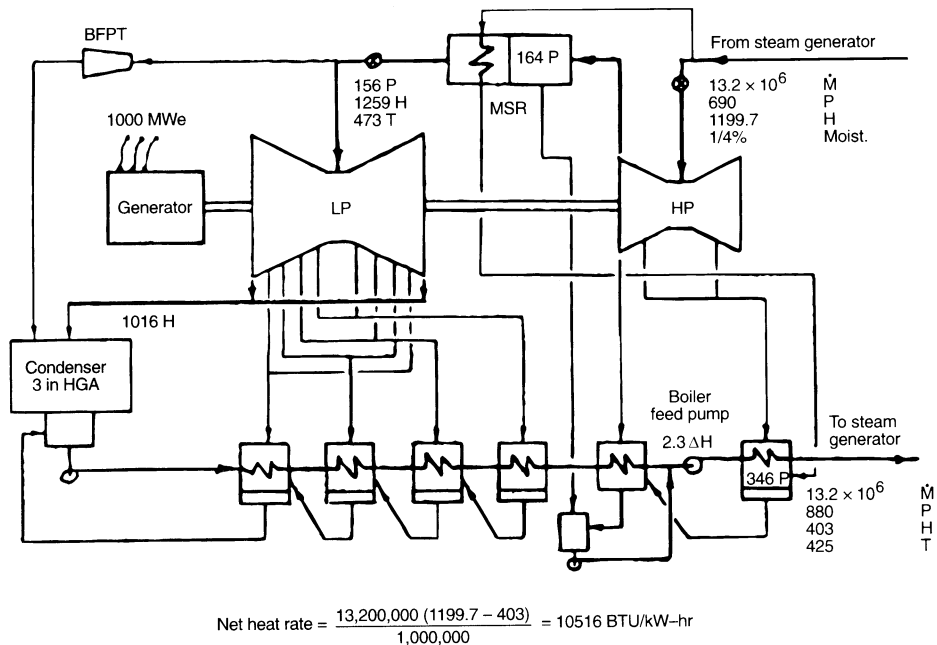 BFPT
From steam generator
164 P
MSR
156 P
1259 H
473 T
13.2 × 10⁶ Ṁ
690 P
1199.7 H
1/4% Moist.
1000 MWe
Generator
LP
HP
1016 H
Condenser
3 in HGA
Boiler
feed pump
2.3 ΔH
To steam
generator
346 P
13.2 × 10⁶ Ṁ
880 P
403 H
425 T
Net heat rate = 13,200,000 (1199.7 – 403) / 1,000,000 = 10516 BTU/kW–hr